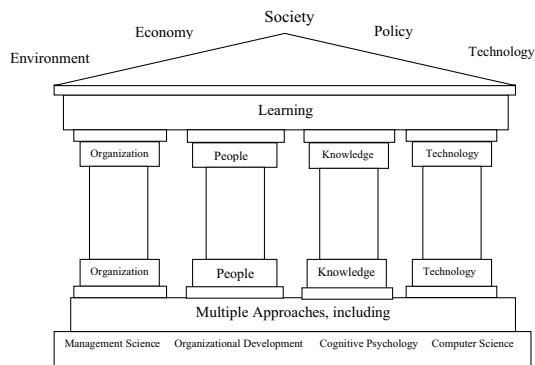 Society
Economy Policy
Environment Technology
Learning
Organization People Knowledge Technology
Organization People Knowledge Technology
Multiple Approaches, including
Management Science Organizational Development Cognitive Psychology Computer Science